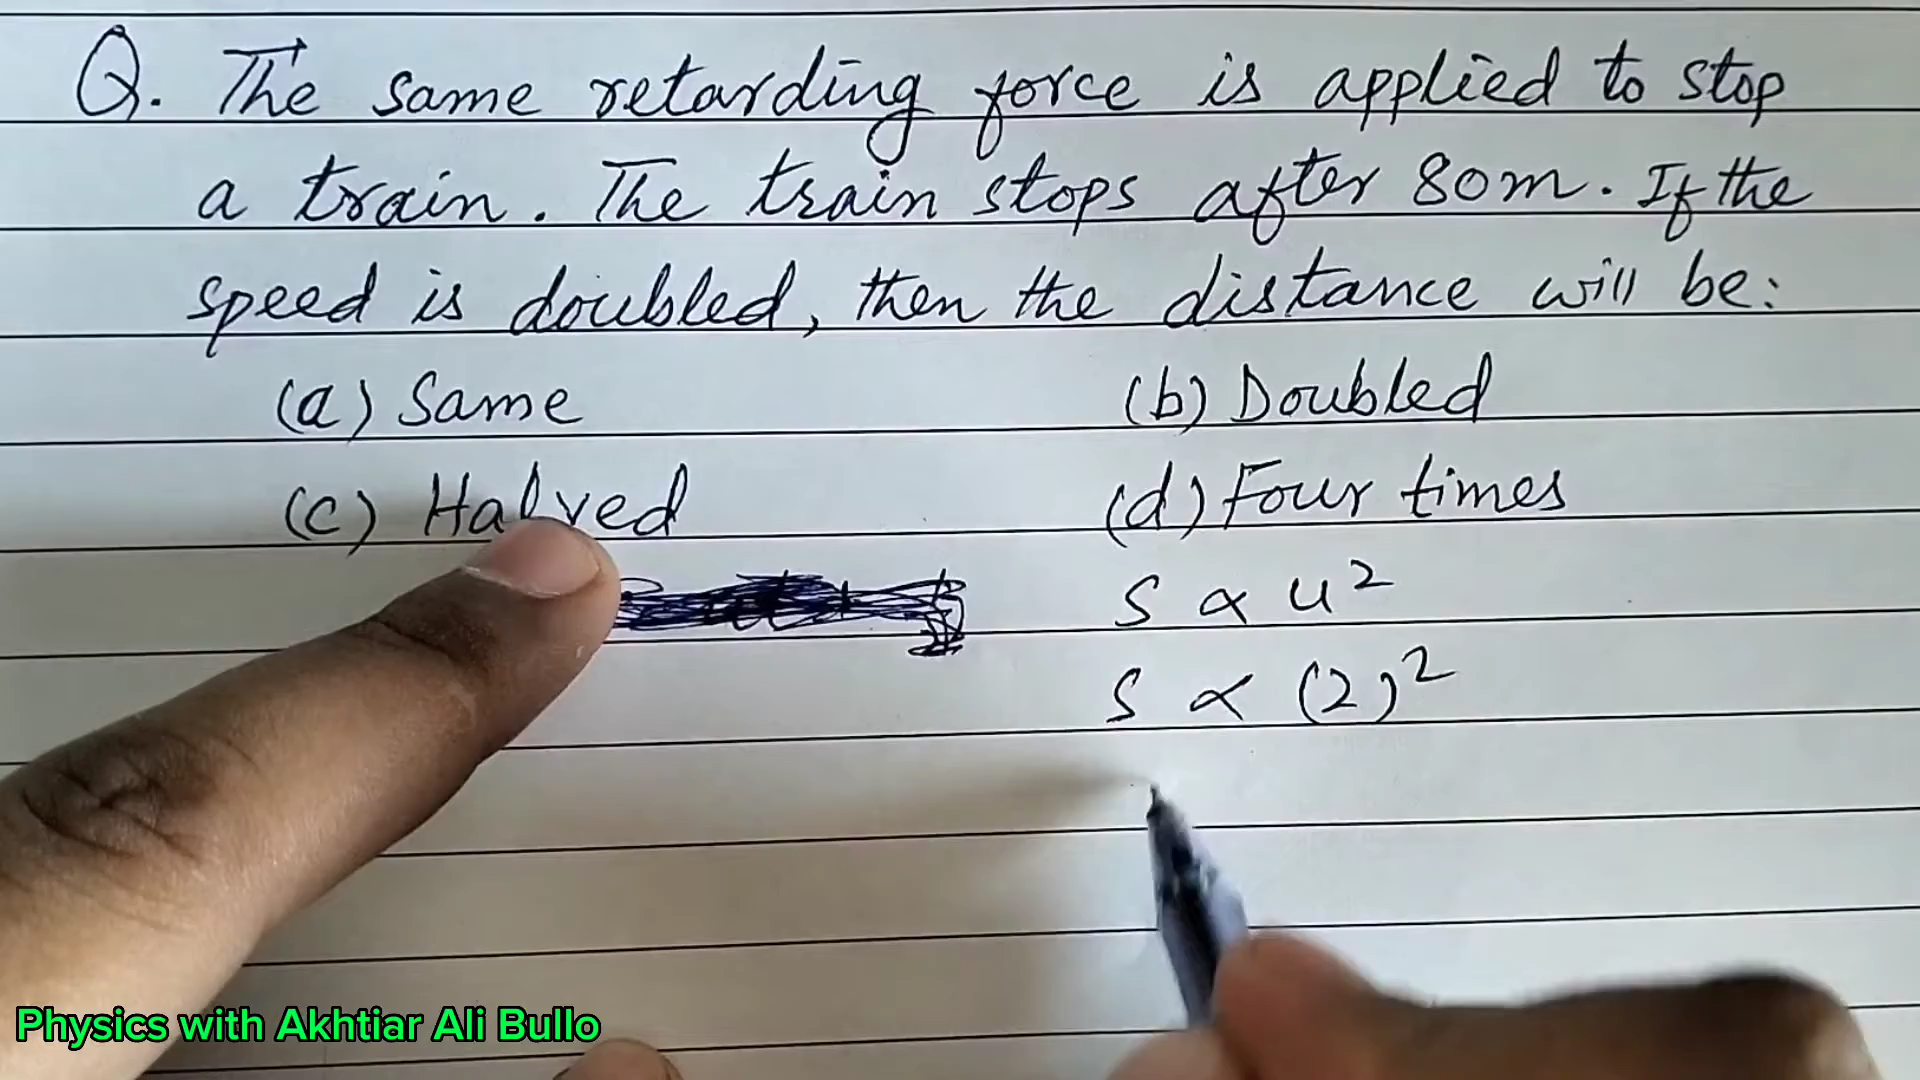 Q. The same retarding force is applied to stop
a train. The train stops after 80m. If the
speed is doubled, then the distance will be:
(a) Same (b) Doubled
(c) Halved (d) Four times
S ∝ u²
S ∝ (2)²
Physics with Akhtiar Ali Bullo